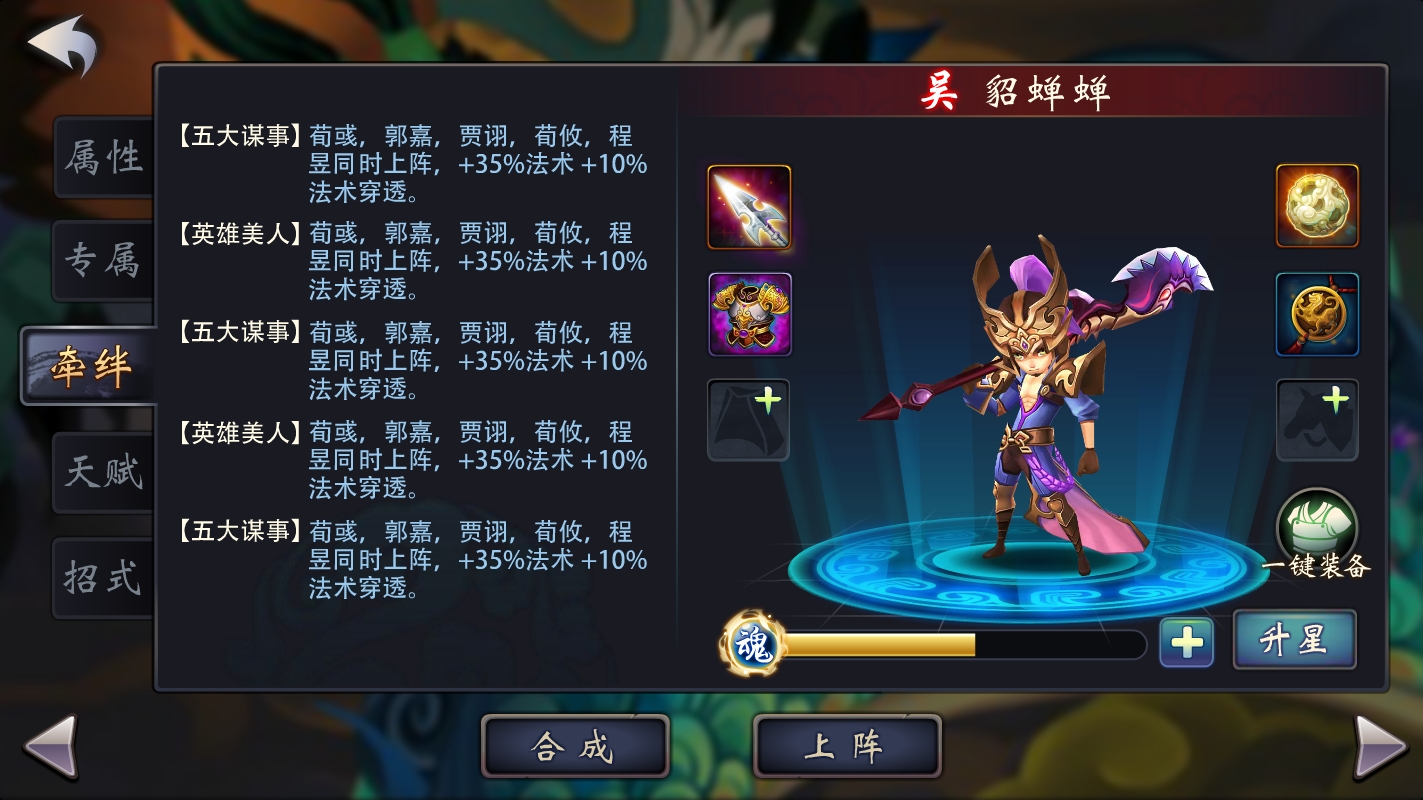 吴 貂蝉蝉
属性
专属
牵绊
天赋
招式
【五大谋事】荀彧，郭嘉，贾诩，荀攸，程
昱同时上阵，+35%法术+10%
法术穿透。
【英雄美人】荀彧，郭嘉，贾诩，荀攸，程
昱同时上阵，+35%法术+10%
法术穿透。
【五大谋事】荀彧，郭嘉，贾诩，荀攸，程
昱同时上阵，+35%法术+10%
法术穿透。
【英雄美人】荀彧，郭嘉，贾诩，荀攸，程
昱同时上阵，+35%法术+10%
法术穿透。
【五大谋事】荀彧，郭嘉，贾诩，荀攸，程
昱同时上阵，+35%法术+10%
法术穿透。
一键装备
魂
升星
合成
上阵